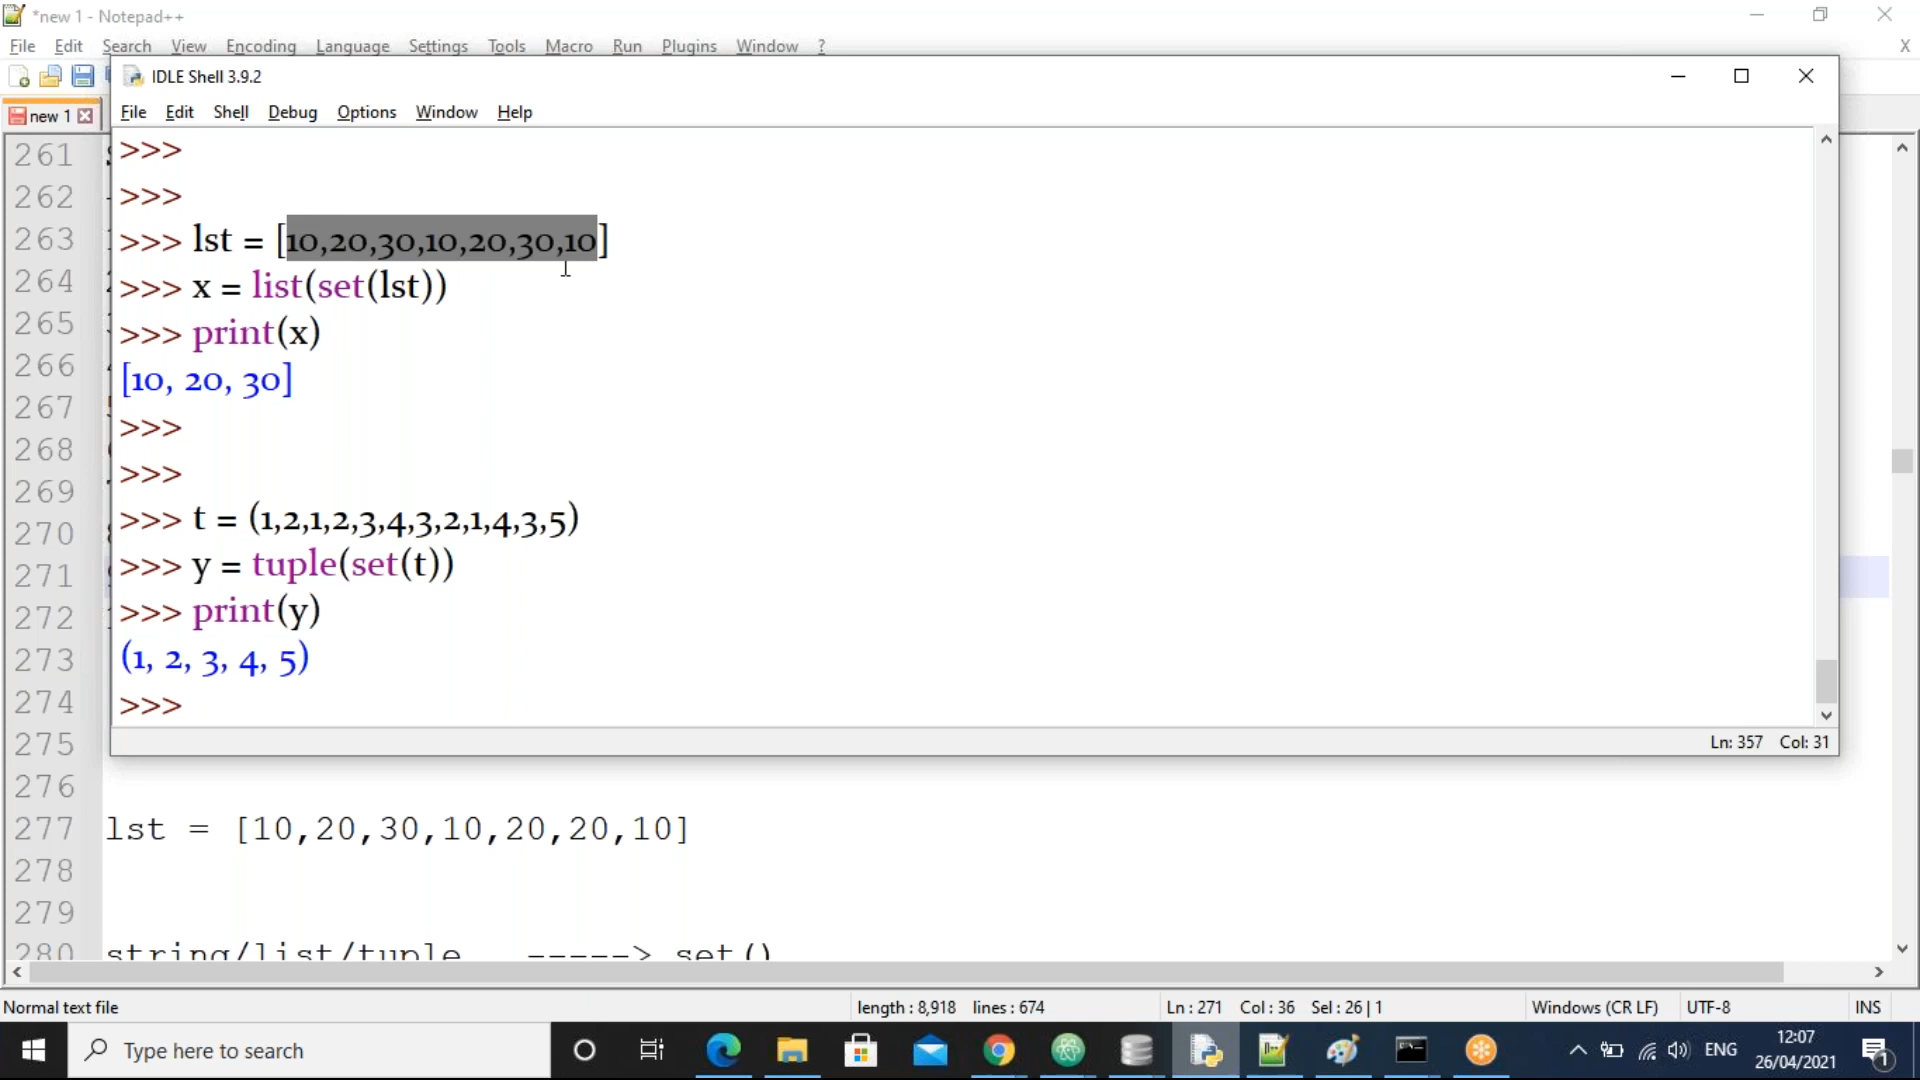 *new 1 - Notepad++
File Edit Search View Encoding Language Settings Tools Macro Run Plugins Window ?
X
IDLE Shell 3.9.2
new 1
File Edit Shell Debug Options Window Help
261
>>>
262
>>>
263
>>> lst = [10,20,30,10,20,30,10]
264
>>> x = list(set(lst))
265
>>> print(x)
266
[10, 20, 30]
267
>>>
268
>>>
269
270
>>> t = (1,2,1,2,3,4,3,2,1,4,3,5)
271
>>> y = tuple(set(t))
272
>>> print(y)
273
(1, 2, 3, 4, 5)
274
>>>
275
Ln: 357 Col: 31
276
277 lst = [10,20,30,10,20,20,10]
278
279
280 string/list/tuple -----> set()
Normal text file length : 8,918 lines : 674 Ln : 271 Col : 36 Sel : 26 | 1 Windows (CR LF) UTF-8 INS
Type here to search
ENG
12:07
26/04/2021
1